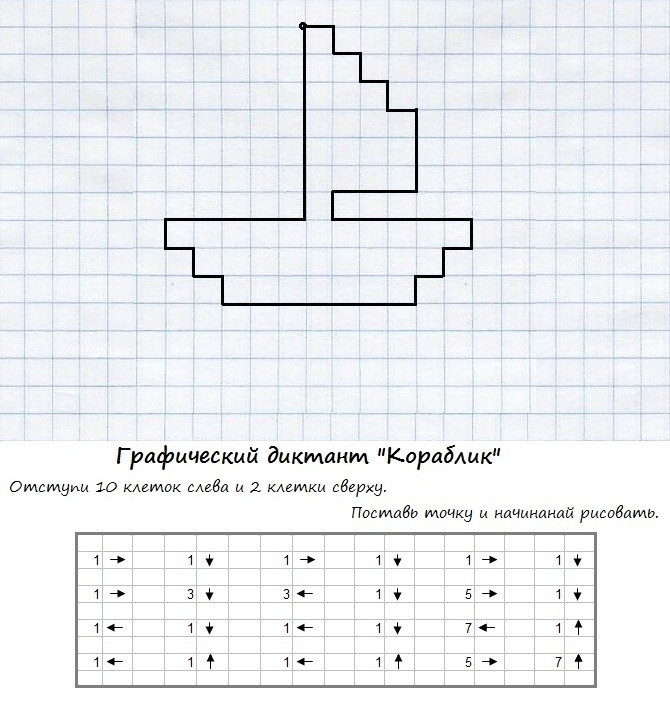 Графический диктант "Кораблик"
Отступи 10 клеток слева и 2 клетки сверху.
Поставь точку и начинанай рисовать.
1 → 1 ↓ 1 → 1 ↓ 1 → 1 ↓
1 → 3 ↓ 3 ← 1 ↓ 5 → 1 ↓
1 ← 1 ↓ 1 ← 1 ↓ 7 ← 1 ↑
1 ← 1 ↑ 1 ← 1 ↑ 5 → 7 ↑